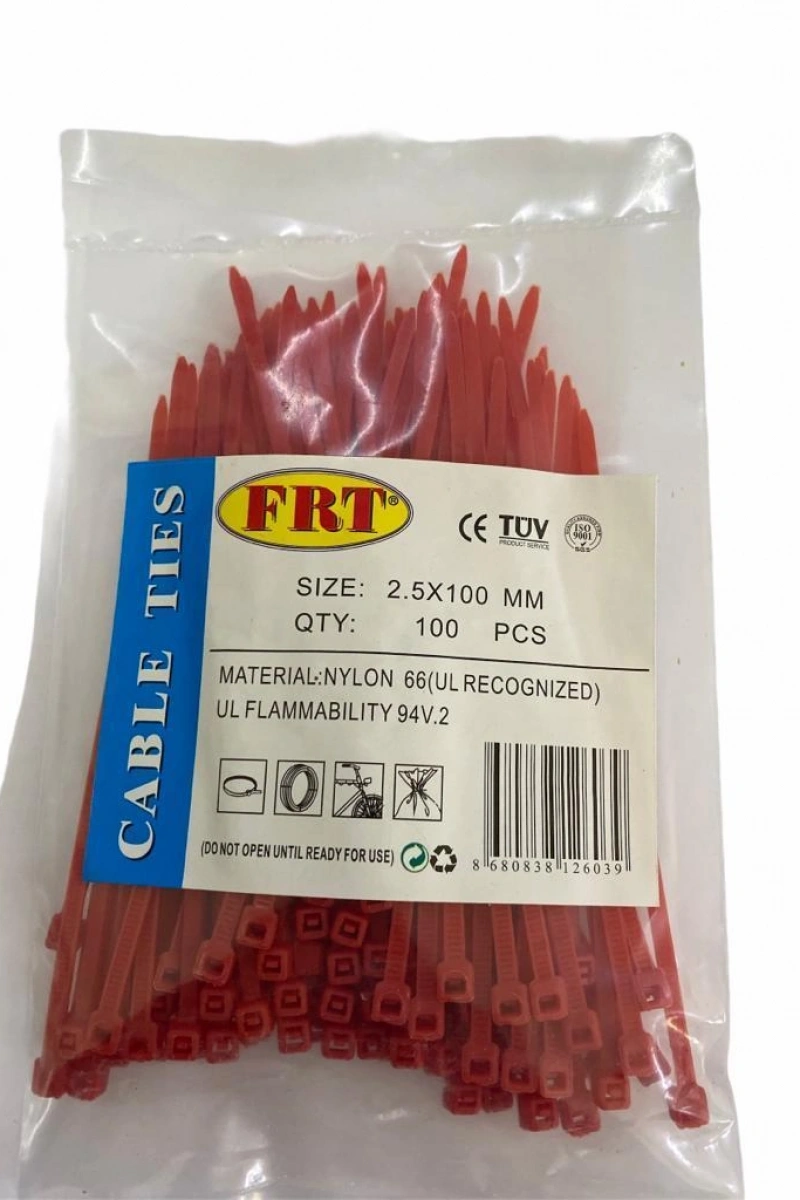 CABLE TIES
FRT®
CE TÜV
PRODUCT SERVICE
ISO
9001
SGS
SIZE: 2.5X100 MM
QTY: 100 PCS
MATERIAL:NYLON 66(UL RECOGNIZED)
UL FLAMMABILITY 94V.2
(DO NOT OPEN UNTIL READY FOR USE)
8 680838 126039